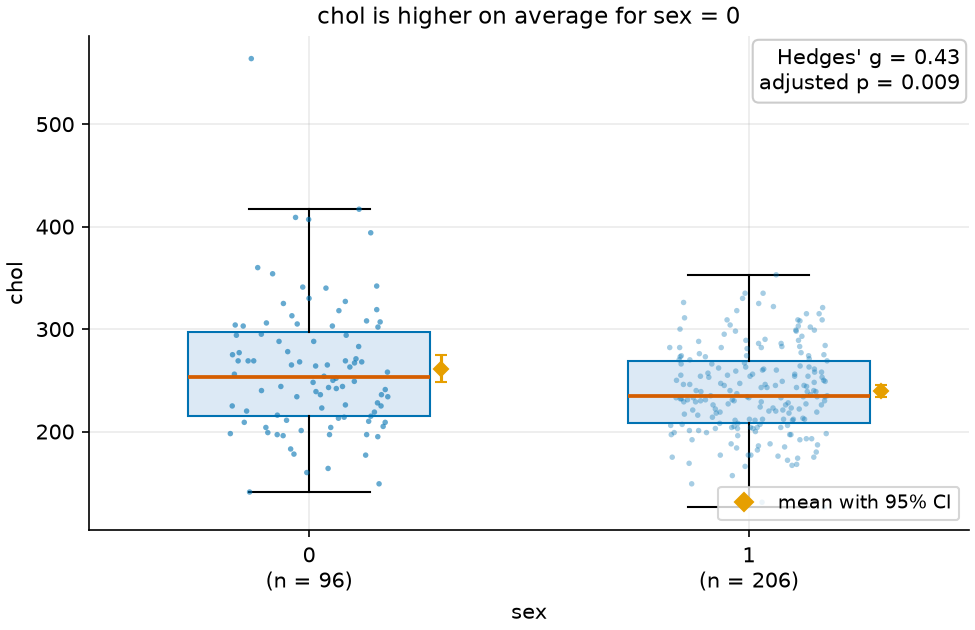 chol is higher on average for sex = 0
Hedges' g = 0.43
adjusted p = 0.009
500
400
300
200
chol
mean with 95% CI
0
(n = 96)
1
(n = 206)
sex